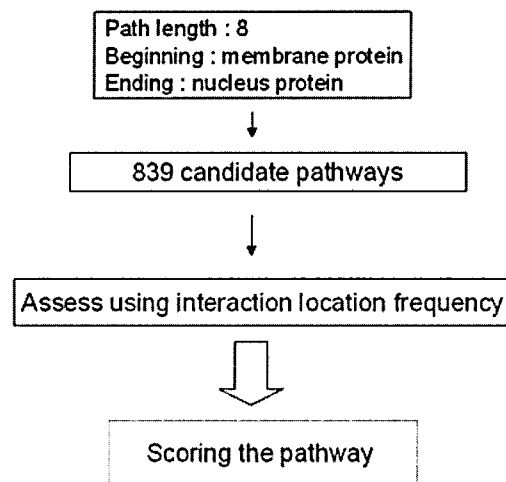 Path length : 8
Beginning : membrane protein
Ending : nucleus protein
839 candidate pathways
Assess using interaction location frequency
Scoring the pathway